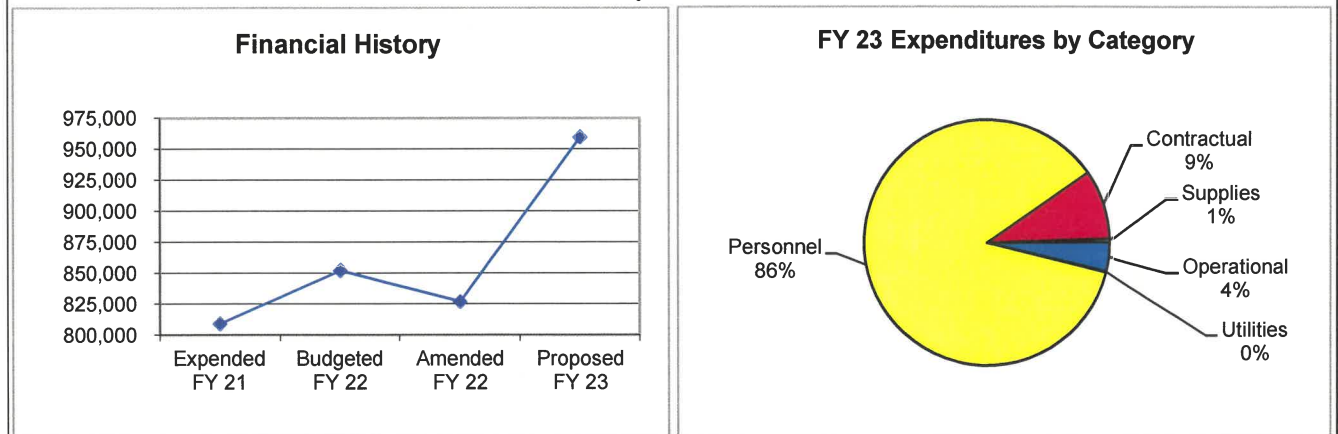 Financial History
975,000
950,000
925,000
900,000
875,000
850,000
825,000
800,000
Expended
FY 21
Budgeted
FY 22
Amended
FY 22
Proposed
FY 23
FY 23 Expenditures by Category
Contractual
9%
Supplies
1%
Personnel
86%
Operational
4%
Utilities
0%